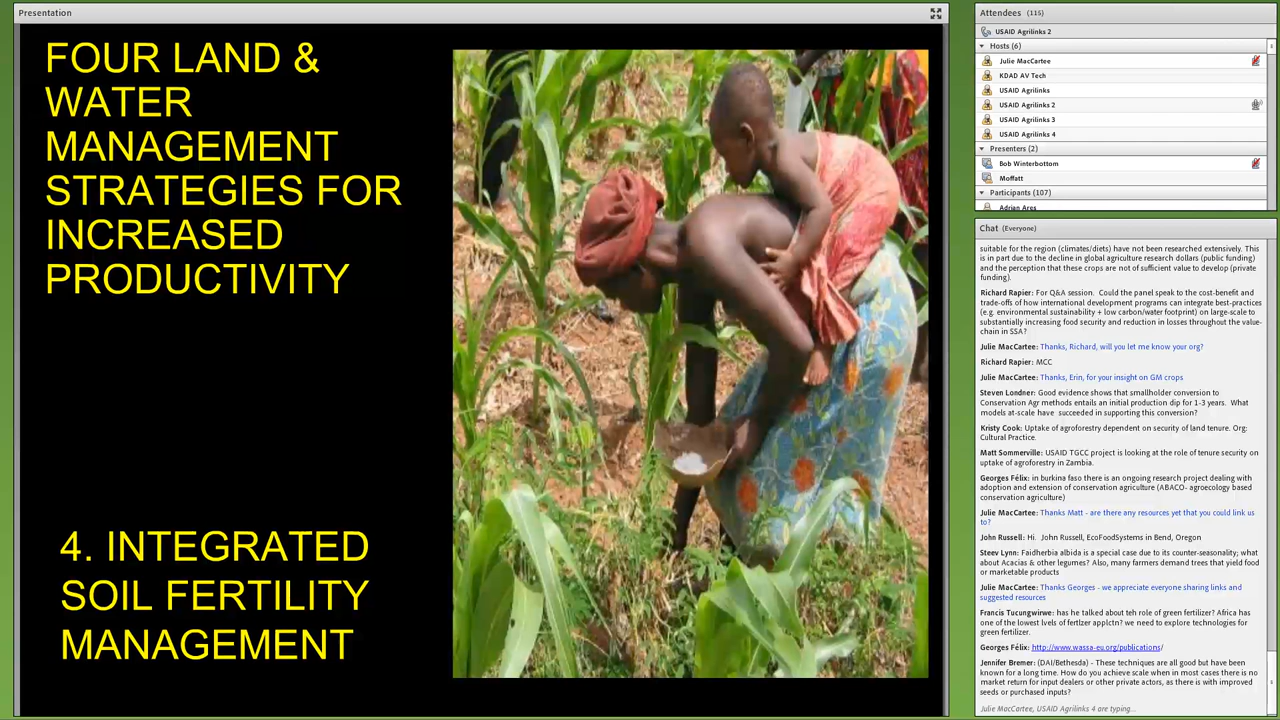 Presentation
FOUR LAND &
WATER
MANAGEMENT
STRATEGIES FOR
INCREASED
PRODUCTIVITY
4. INTEGRATED
SOIL FERTILITY
MANAGEMENT
Attendees (115)
USAID Agrilinks 2
Hosts (6)
Julie MacCartee
KDAD AV Tech
USAID Agrilinks
USAID Agrilinks 2
USAID Agrilinks 3
USAID Agrilinks 4
Presenters (2)
Bob Winterbottom
Moffatt
Participants (107)
Adrian Ares
Chat (Everyone)
suitable for the region (climates/diets) have not been researched extensively. This
is in part due to the decline in global agriculture research dollars (public funding)
and the perception that these crops are not of sufficient value to develop (private
funding).
Richard Rapier: For Q&A session. Could the panel speak to the cost-benefit and
trade-offs of how international development programs can integrate best-practices
(e.g. environmental sustainability + low carbon/water footprint) on large-scale to
substantially increasing food security and reduction in losses throughout the value-
chain in SSA?
Julie MacCartee: Thanks, Richard, will you let me know your org?
Richard Rapier: MCC
Julie MacCartee: Thanks, Erin, for your insight on GM crops
Steven Londner: Good evidence shows that smallholder conversion to
Conservation Agr methods entails an initial production dip for 1-3 years. What
models at-scale have succeeded in supporting this conversion?
Kristy Cook: Uptake of agroforestry dependent on security of land tenure. Org:
Cultural Practice.
Matt Sommerville: USAID TGCC project is looking at the role of tenure security on
uptake of agroforestry in Zambia.
Georges Félix: in burkina faso there is an ongoing research project dealing with
adoption and extension of conservation agriculture (ABACO- agroecology based
conservation agriculture)
Julie MacCartee: Thanks Matt - are there any resources yet that you could link us
to?
John Russell: Hi. John Russell, EcoFoodSystems in Bend, Oregon
Steev Lynn: Faidherbia albida is a special case due to its counter-seasonality; what
about Acacias & other legumes? Also, many farmers demand trees that yield food
or marketable products
Julie MacCartee: Thanks Georges - we appreciate everyone sharing links and
suggested resources
Francis Tucungwirwe: has he talked about teh role of green fertilizer? Africa has
one of the lowest lvels of fertlzer applctn? we need to explore technologies for
green fertilizer.
Georges Félix: http://www.wassa-eu.org/publications/
Jennifer Bremer: (DAI/Bethesda) - These techniques are all good but have been
known for a long time. How do you achieve scale when in most cases there is no
market return for input dealers or other private actors, as there is with improved
seeds or purchased inputs?
Julie MacCartee, USAID Agrilinks 4 are typing...